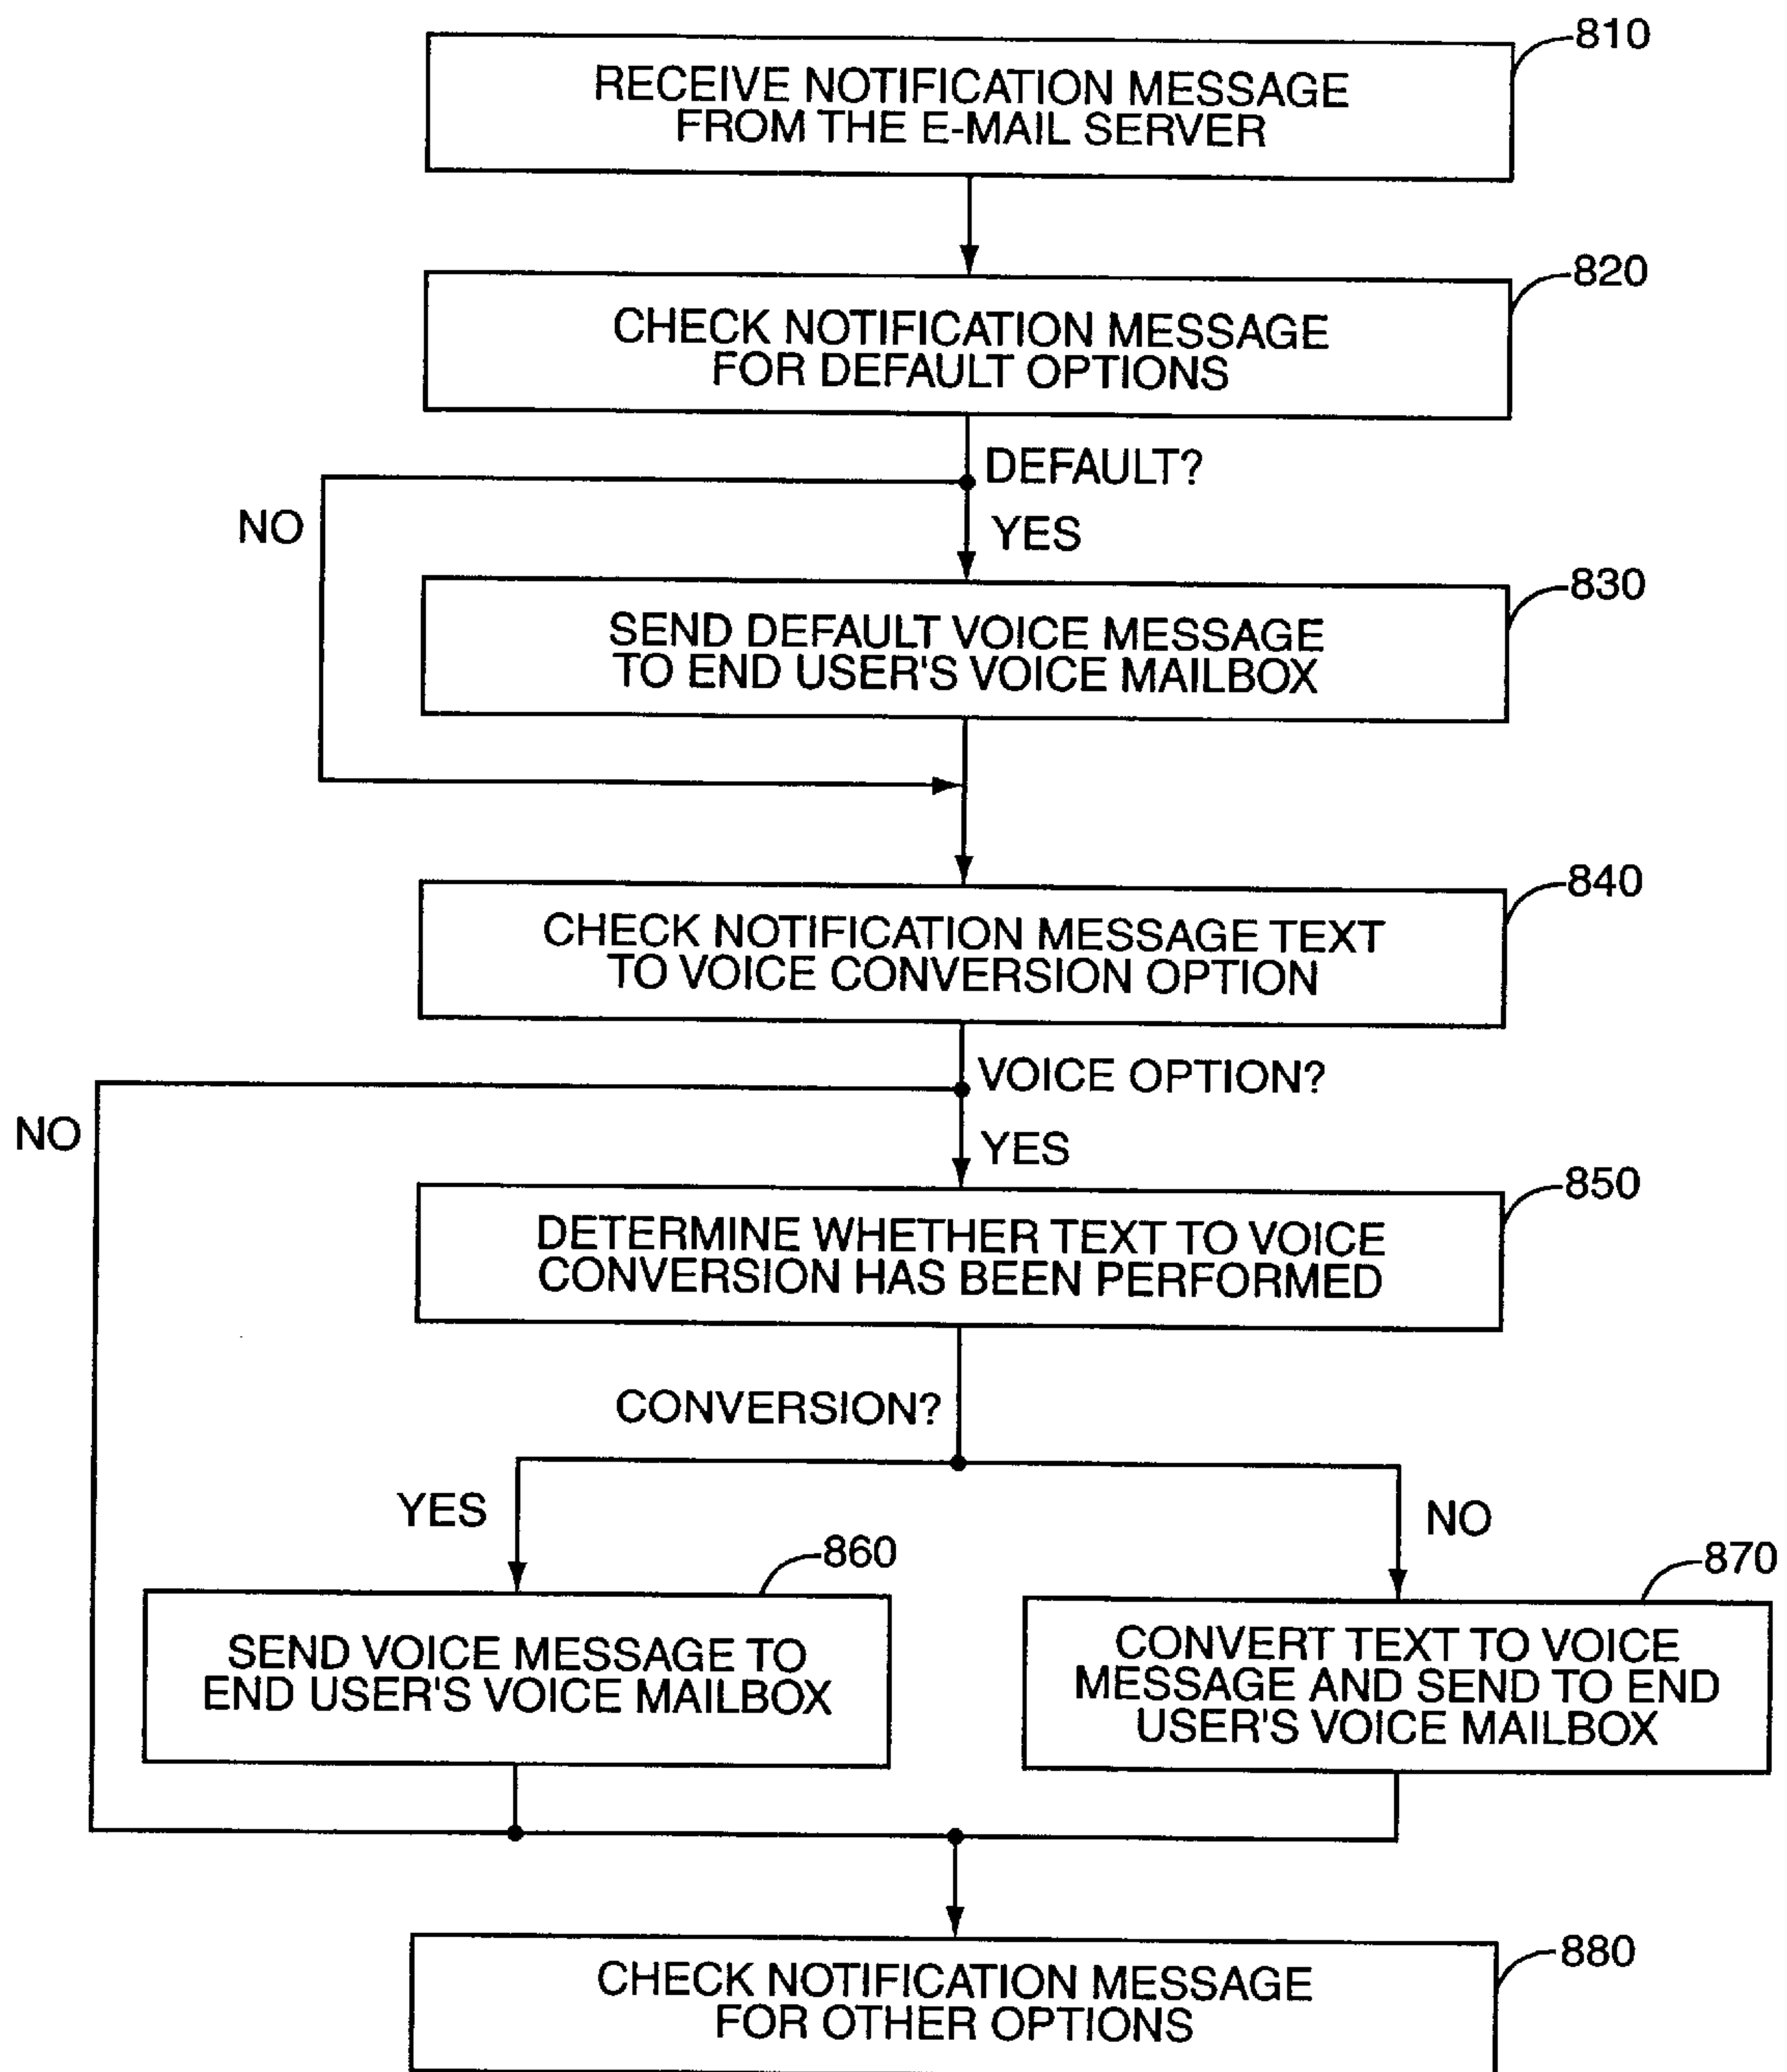 810
RECEIVE NOTIFICATION MESSAGE
FROM THE E-MAIL SERVER
820
CHECK NOTIFICATION MESSAGE
FOR DEFAULT OPTIONS
DEFAULT?
NO
YES
830
SEND DEFAULT VOICE MESSAGE
TO END USER'S VOICE MAILBOX
840
CHECK NOTIFICATION MESSAGE TEXT
TO VOICE CONVERSION OPTION
VOICE OPTION?
NO
YES
850
DETERMINE WHETHER TEXT TO VOICE
CONVERSION HAS BEEN PERFORMED
CONVERSION?
YES
NO
860
SEND VOICE MESSAGE TO
END USER'S VOICE MAILBOX
870
CONVERT TEXT TO VOICE
MESSAGE AND SEND TO END
USER'S VOICE MAILBOX
880
CHECK NOTIFICATION MESSAGE
FOR OTHER OPTIONS